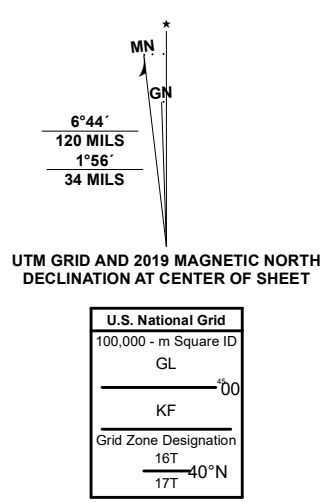 ★
MN
GN
6°44´
120 MILS
1°56´
34 MILS
UTM GRID AND 2019 MAGNETIC NORTH
DECLINATION AT CENTER OF SHEET
U.S. National Grid
100,000 - m Square ID
GL
4500
KF
Grid Zone Designation
16T
40°N
17T